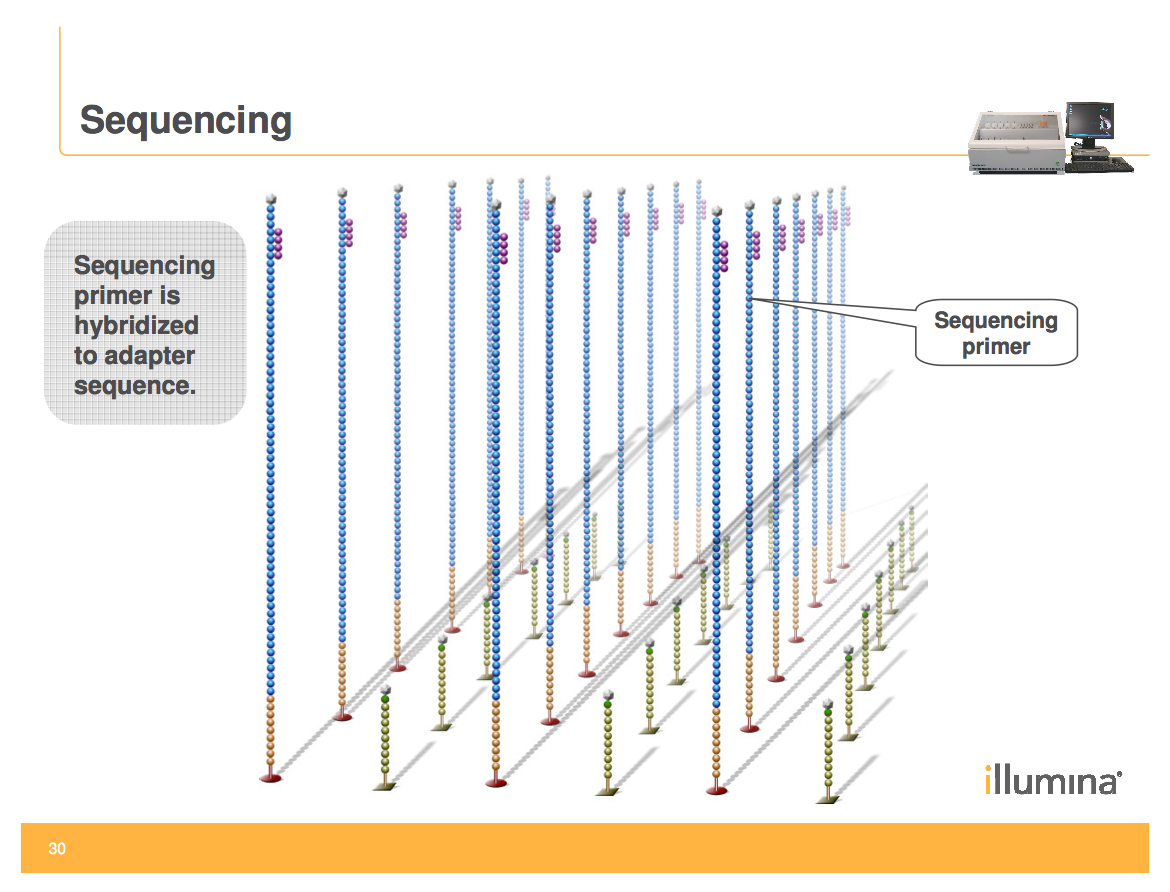 Sequencing
Sequencing
primer is
hybridized
to adapter
sequence.
Sequencing
primer
illumina®
30